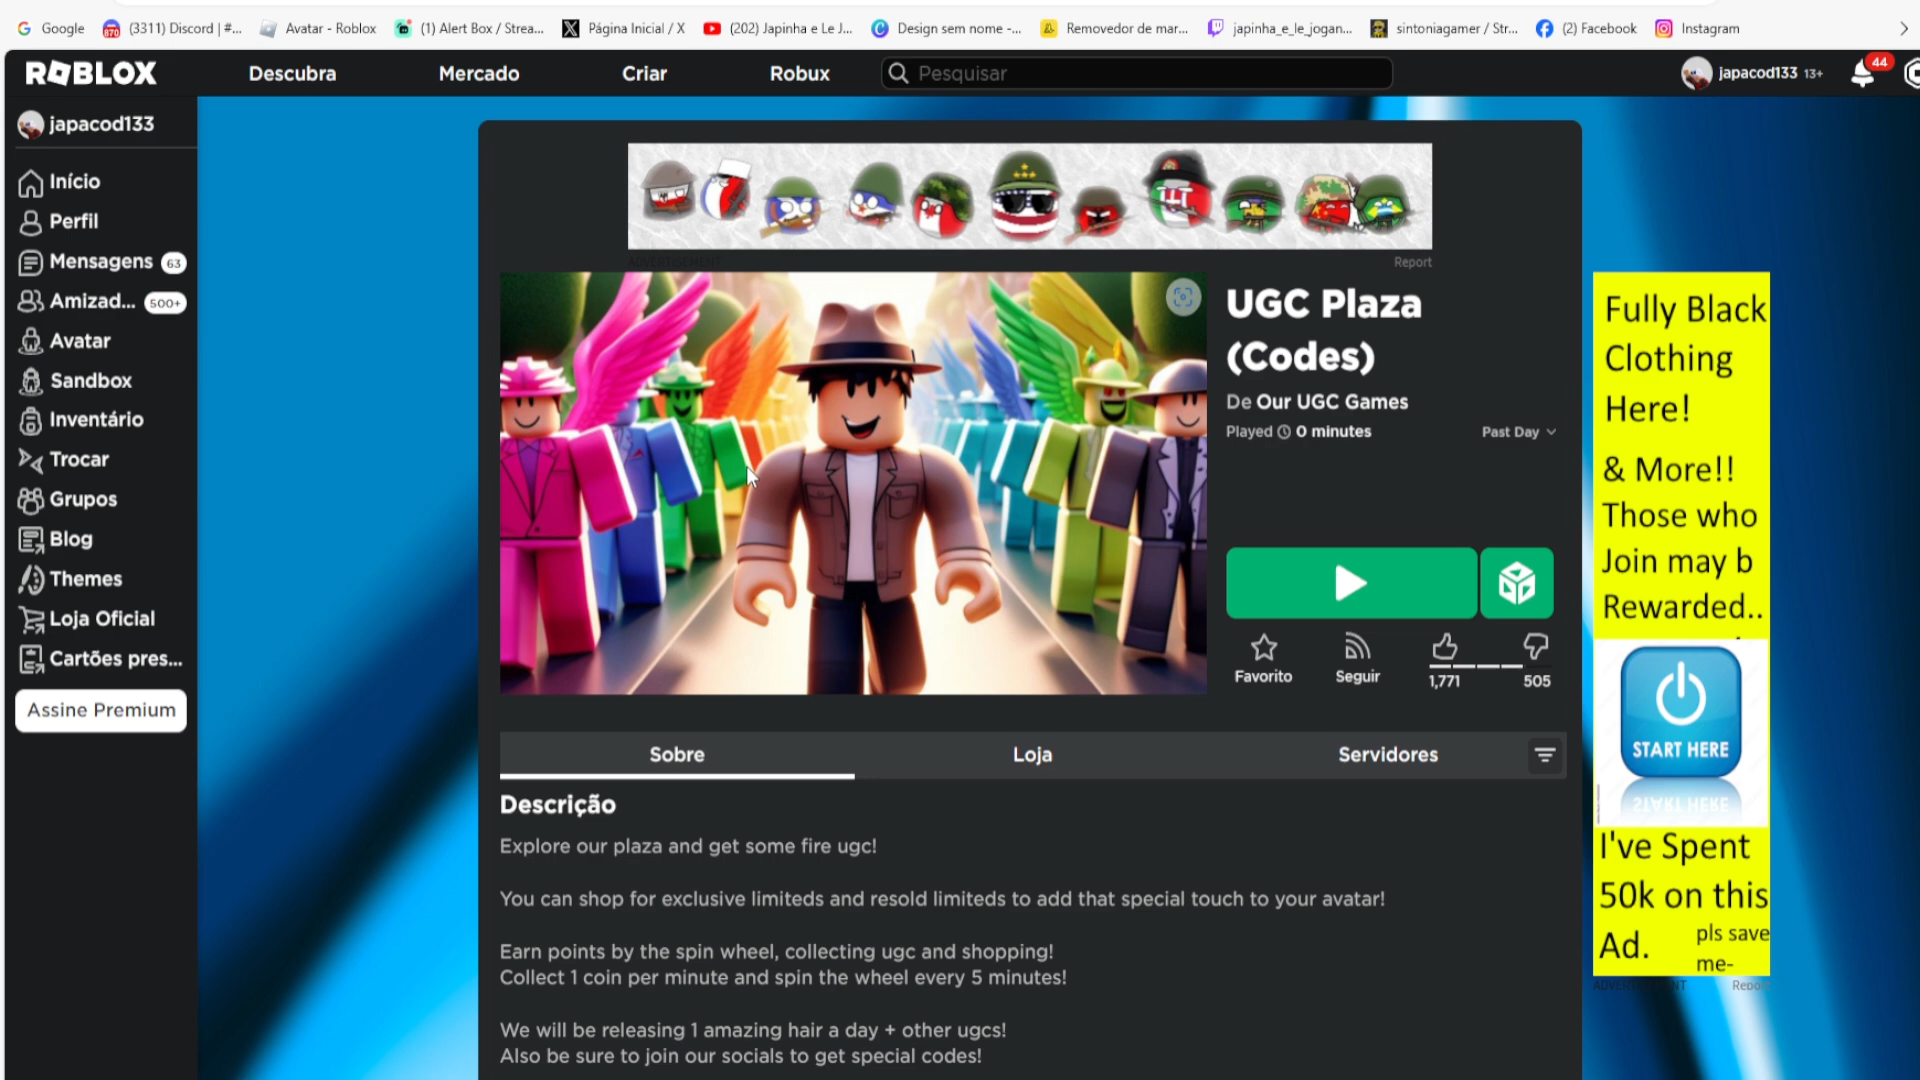 Google
(3311) Discord | #...
Avatar - Roblox
(1) Alert Box / Strea...
Página Inicial / X
(202) Japinha e Le J...
Design sem nome -...
Removedor de mar...
japinha_e_le_jogan...
sintoniagamer / Str...
(2) Facebook
Instagram
ROBLOX
Descubra
Mercado
Criar
Robux
Pesquisar
japacod133 13+
44
japacod133
Início
Perfil
Mensagens 63
Amizad... 500+
Avatar
Sandbox
Inventário
Trocar
Grupos
Blog
Themes
Loja Oficial
Cartões pres...
Assine Premium
ADVERTISEMENT
Report
UGC Plaza
(Codes)
De Our UGC Games
Played 0 minutes
Past Day
Favorito
Seguir
1,771
505
Sobre
Loja
Servidores
Descrição
Explore our plaza and get some fire ugc!
You can shop for exclusive limiteds and resold limiteds to add that special touch to your avatar!
Earn points by the spin wheel, collecting ugc and shopping!
Collect 1 coin per minute and spin the wheel every 5 minutes!
We will be releasing 1 amazing hair a day + other ugcs!
Also be sure to join our socials to get special codes!
Fully Black
Clothing
Here!
& More!!
Those who
Join may b
Rewarded..
START HERE
I've Spent
50k on this
Ad.
pls save
me-
ADVERTISEMENT
Report